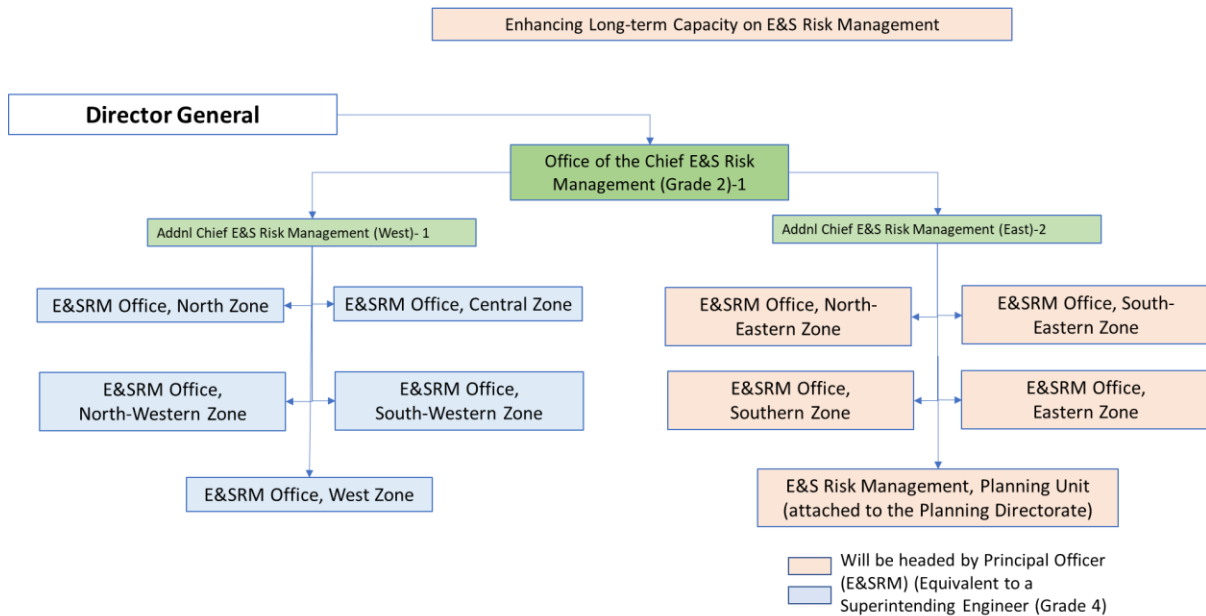 Enhancing Long-term Capacity on E&S Risk Management
Director General
Office of the Chief E&S Risk
Management (Grade 2)-1
Addnl Chief E&S Risk Management (West)- 1
Addnl Chief E&S Risk Management (East)-2
E&SRM Office, North Zone
E&SRM Office, Central Zone
E&SRM Office, North-
Eastern Zone
E&SRM Office, South-
Eastern Zone
E&SRM Office,
North-Western Zone
E&SRM Office,
South-Western Zone
E&SRM Office,
Southern Zone
E&SRM Office,
Eastern Zone
E&SRM Office, West Zone
E&S Risk Management, Planning Unit
(attached to the Planning Directorate)
Will be headed by Principal Officer
(E&SRM) (Equivalent to a
Superintending Engineer (Grade 4)